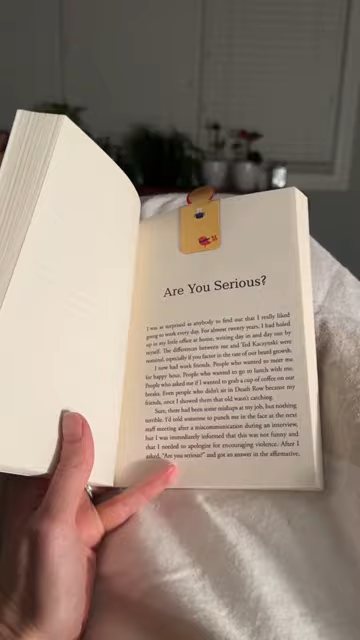 Are You Serious?
I was as surprised as anybody to find out that I really liked
going to work every day. For almost twenty years, I had holed
up in my little office at home, writing day in and day out by
myself. The differences between me and Ted Kaczynski were
minimal, especially if you factor in the rate of our beard growth.
I now had work friends. People who wanted to meet me
for happy hour. People who wanted to go to lunch with me.
People who asked me if I wanted to grab a cup of coffee on our
breaks. Even people who didn't sit in Death Row became my
friends, once I showed them that old wasn't catching.
Sure, there had been some mishaps at my job, but nothing
terrible. I'd told someone to punch me in the face at the next
staff meeting after a miscommunication during an interview,
but I was immediately informed that this was not funny and
that I needed to apologize for encouraging violence. After I
asked, "Are you serious?" and got an answer in the affirmative,